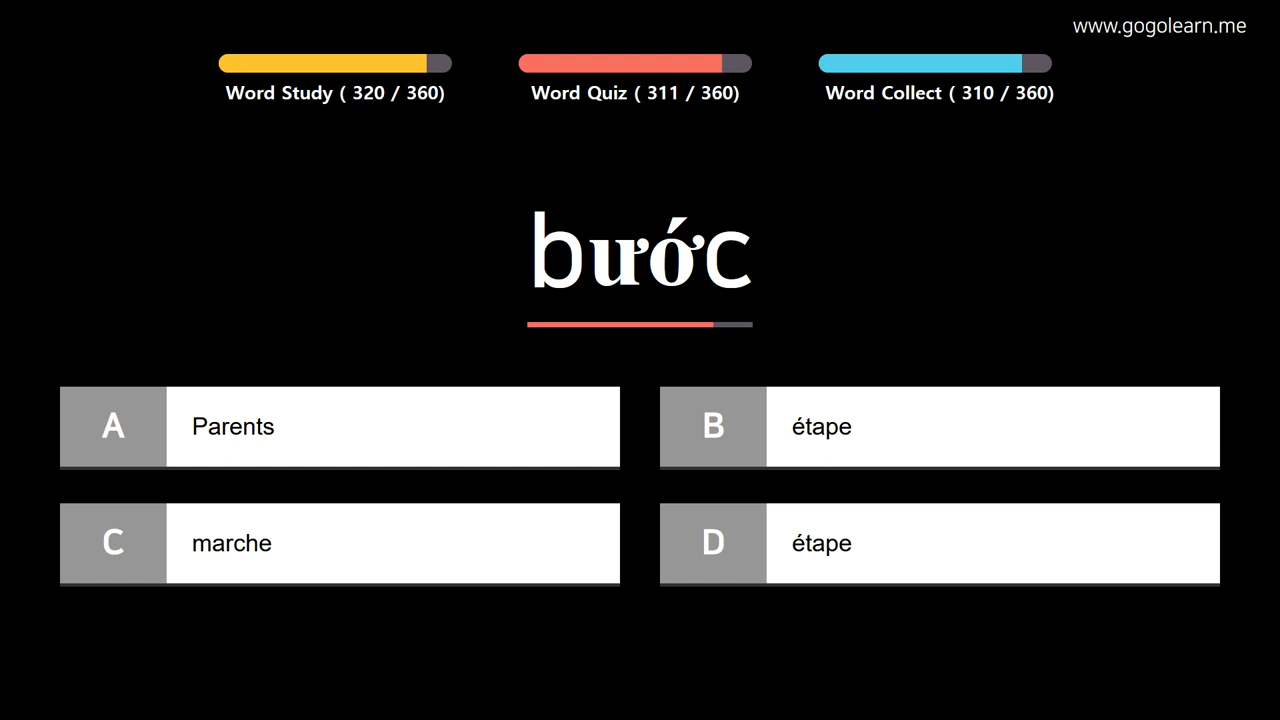 www.gogolearn.me
Word Study ( 320 / 360)
Word Quiz ( 311 / 360)
Word Collect ( 310 / 360)
bước
A
Parents
B
étape
C
marche
D
étape